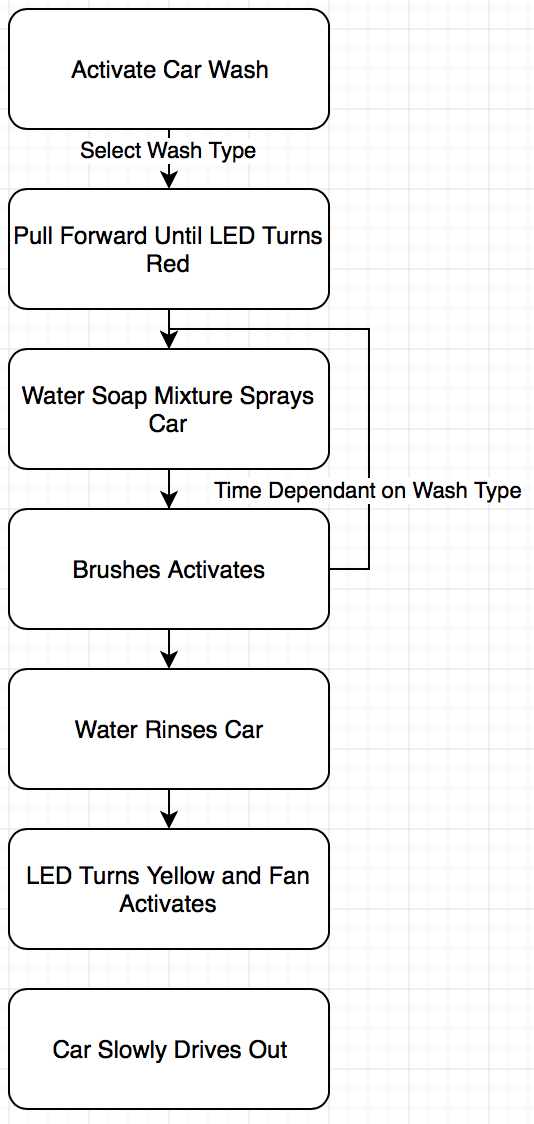 Activate Car Wash
Select Wash Type
Pull Forward Until LED Turns
Red
Water Soap Mixture Sprays
Car
Time Dependant on Wash Type
Brushes Activates
Water Rinses Car
LED Turns Yellow and Fan
Activates
Car Slowly Drives Out